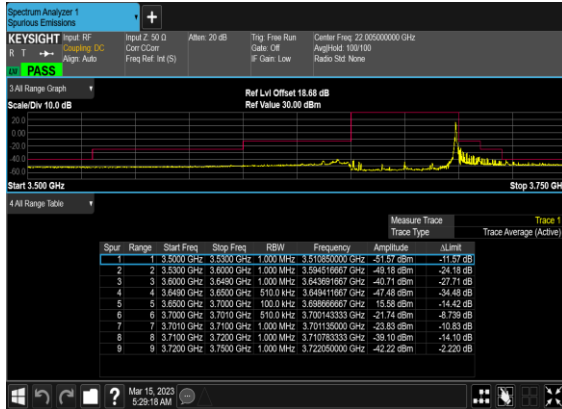 Spectrum Analyzer 1
Spurious Emissions
KEYSIGHT Input: RF Input Z: 50 Ω Atten: 20 dB Trig: Free Run Center Freq: 22.005000000 GHz
R T Coupling: DC Corr CCorr Gate: Off Avg|Hold: 100/100
Align: Auto Freq Ref: Int (S) IF Gain: Low Radio Std: None
PASS
3 All Range Graph
Ref Lvl Offset 18.68 dB
Scale/Div 10.0 dB Ref Value 30.00 dBm
20.0
0.00
-20.0
-40.0
-60.0
Start 3.500 GHz Stop 3.750 GH
4 All Range Table
Measure Trace Trace 1
Trace Type Trace Average (Active)
Spur Range Start Freq Stop Freq RBW Frequency Amplitude ΔLimit
1 1 3.5000 GHz 3.5300 GHz 1.000 MHz 3.510850000 GHz -51.57 dBm -11.57 dB
2 2 3.5300 GHz 3.6000 GHz 1.000 MHz 3.594516667 GHz -49.18 dBm -24.18 dB
3 3 3.6000 GHz 3.6490 GHz 1.000 MHz 3.643691667 GHz -40.71 dBm -27.71 dB
4 4 3.6490 GHz 3.6500 GHz 510.0 kHz 3.649411667 GHz -47.48 dBm -34.48 dB
5 5 3.6500 GHz 3.7000 GHz 100.0 kHz 3.698666667 GHz 15.58 dBm -14.42 dB
6 6 3.7000 GHz 3.7010 GHz 510.0 kHz 3.700143333 GHz -21.74 dBm -8.739 dB
7 7 3.7010 GHz 3.7100 GHz 1.000 MHz 3.701135000 GHz -23.83 dBm -10.83 dB
8 8 3.7100 GHz 3.7200 GHz 1.000 MHz 3.710783333 GHz -39.10 dBm -14.10 dB
9 9 3.7200 GHz 3.7500 GHz 1.000 MHz 3.722050000 GHz -42.22 dBm -2.220 dB
Mar 15, 2023
5:29:18 AM